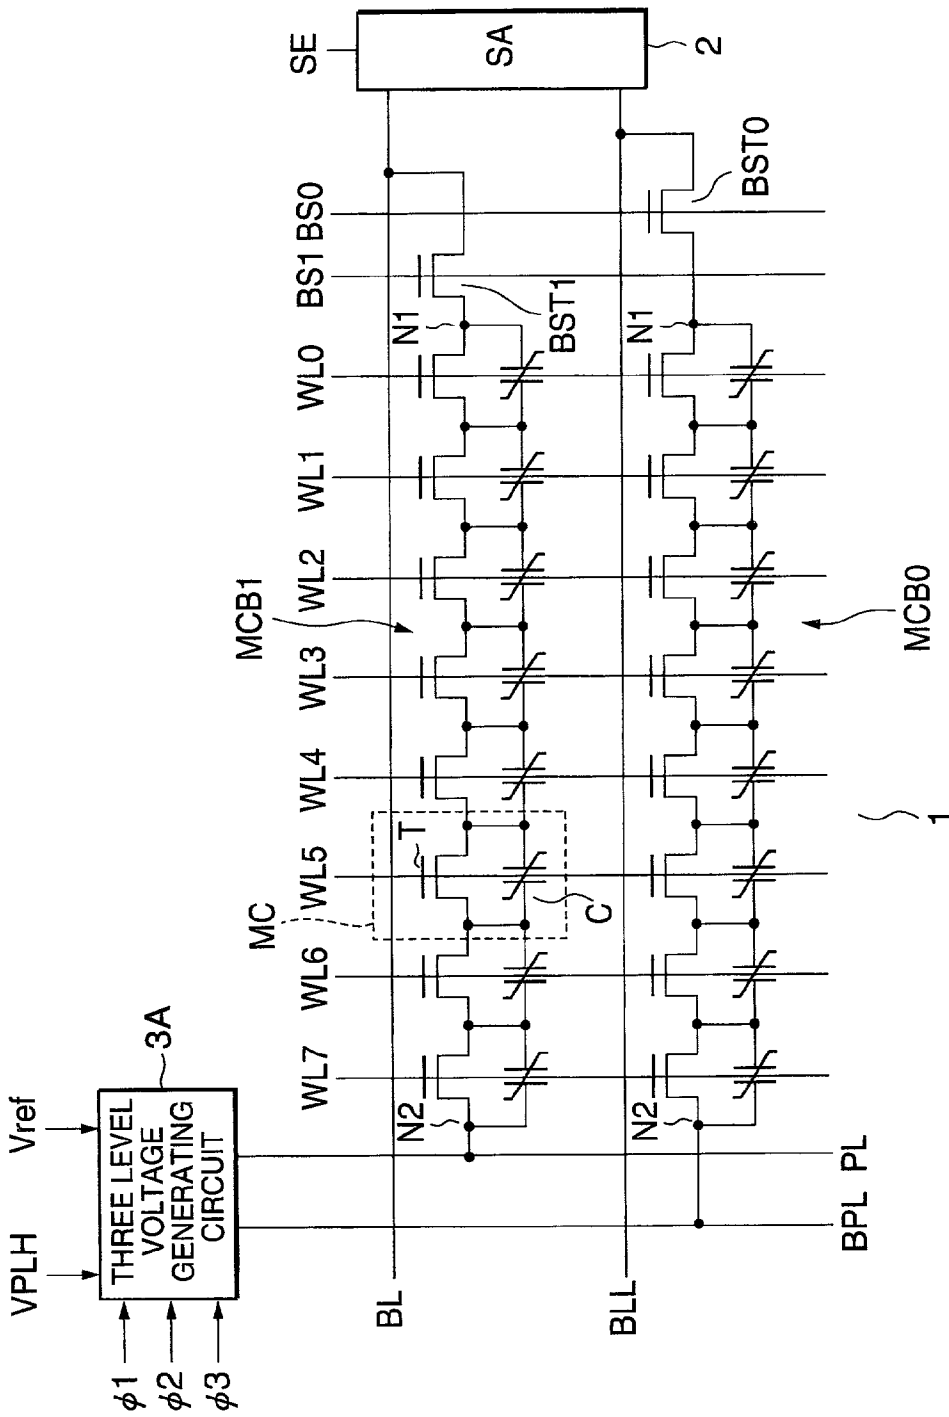 VPLH
Vref
3A
THREE LEVEL
VOLTAGE
GENERATING
CIRCUIT
ϕ1
ϕ2
ϕ3
WL7
WL6
WL5
WL4
WL3
WL2
WL1
WL0
BS1
BS0
SE
MC
T
C
MCB1
N2
N1
BST1
SA
2
BL
BLL
N2
N1
BST0
MCB0
BPL
PL
1